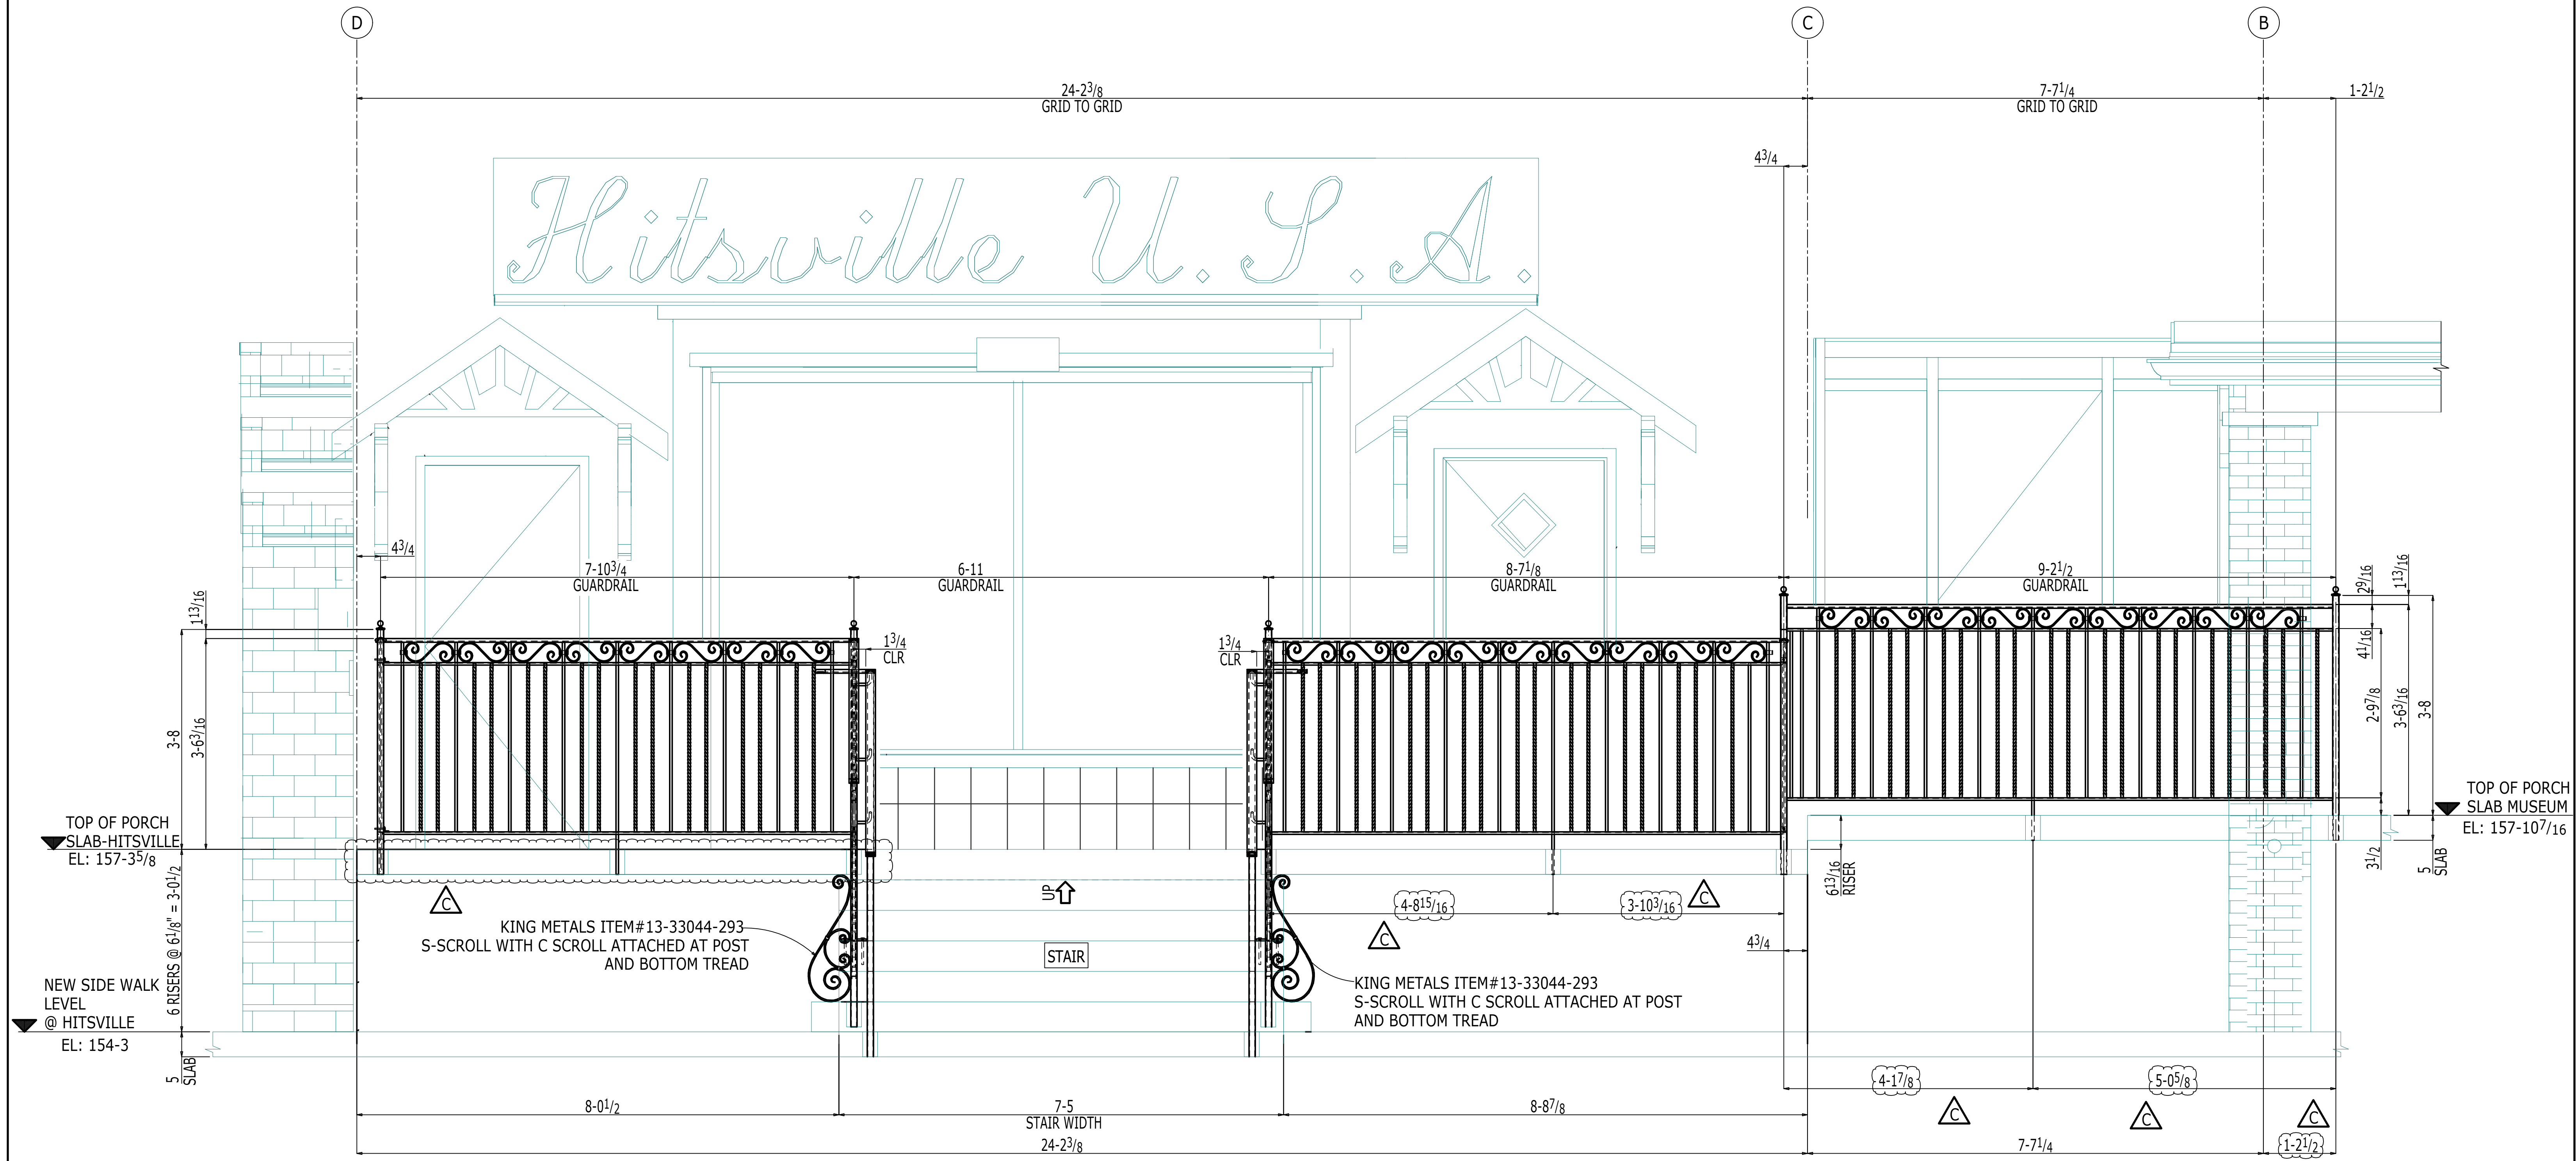 D
C
B
24-2 3/8
GRID TO GRID
7-7 1/4
GRID TO GRID
1-2 1/2
4 3/4
Hitsville U.S.A.
4 3/4
7-10 3/4
GUARDRAIL
6-11
GUARDRAIL
8-7 1/8
GUARDRAIL
9-2 1/2
GUARDRAIL
1 13/16
3-8
3-6 3/16
1 3/4
CLR
1 3/4
CLR
2 9/16
1 13/16
4 1/16
2-9 7/8
3-6 3/16
3-8
TOP OF PORCH
SLAB-HITSVILLE
EL: 157-3 5/8
TOP OF PORCH
SLAB MUSEUM
EL: 157-10 7/16
3 1/2
5
SLAB
6 13/16
RISER
6 RISERS @ 6 1/8" = 3-0 1/2
C
UP
4-8 15/16
3-10 3/16
C
C
KING METALS ITEM#13-33044-293
S-SCROLL WITH C SCROLL ATTACHED AT POST
AND BOTTOM TREAD
STAIR
4 3/4
KING METALS ITEM#13-33044-293
S-SCROLL WITH C SCROLL ATTACHED AT POST
AND BOTTOM TREAD
NEW SIDE WALK
LEVEL
@ HITSVILLE
EL: 154-3
5
SLAB
4-1 7/8
5-0 5/8
C
C
C
8-0 1/2
7-5
STAIR WIDTH
8-8 7/8
24-2 3/8
7-7 1/4
1-2 1/2